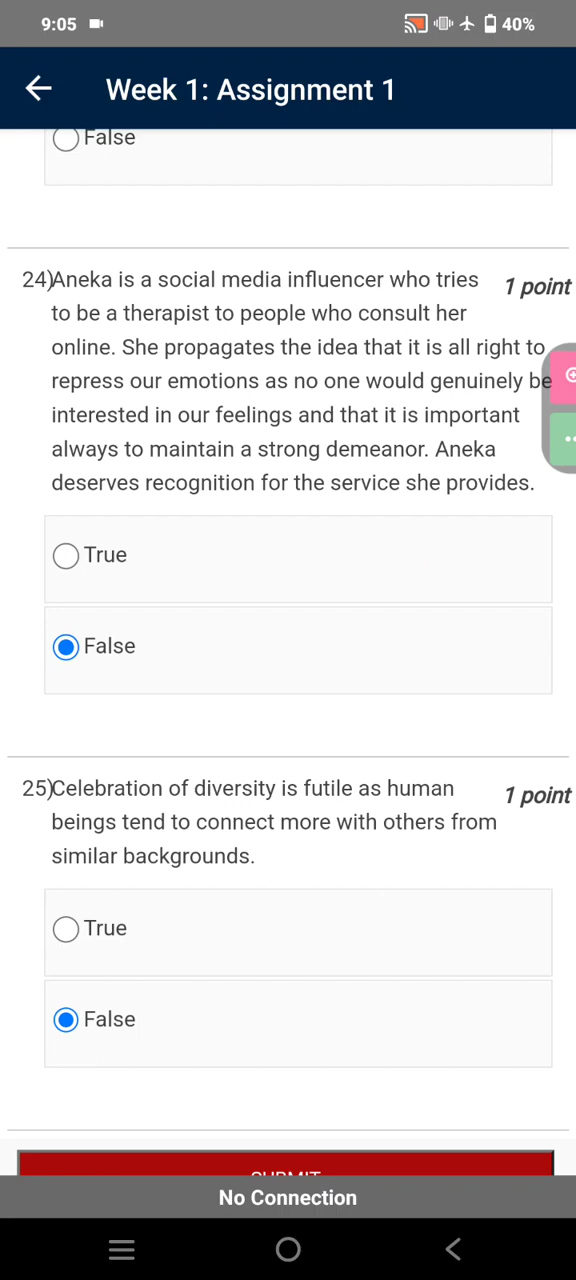 9:05
40%
Week 1: Assignment 1
False
24)Aneka is a social media influencer who tries
1 point
to be a therapist to people who consult her
online. She propagates the idea that it is all right to
repress our emotions as no one would genuinely be
interested in our feelings and that it is important
always to maintain a strong demeanor. Aneka
deserves recognition for the service she provides.
True
False
25)Celebration of diversity is futile as human
1 point
beings tend to connect more with others from
similar backgrounds.
True
False
SUBMIT
No Connection